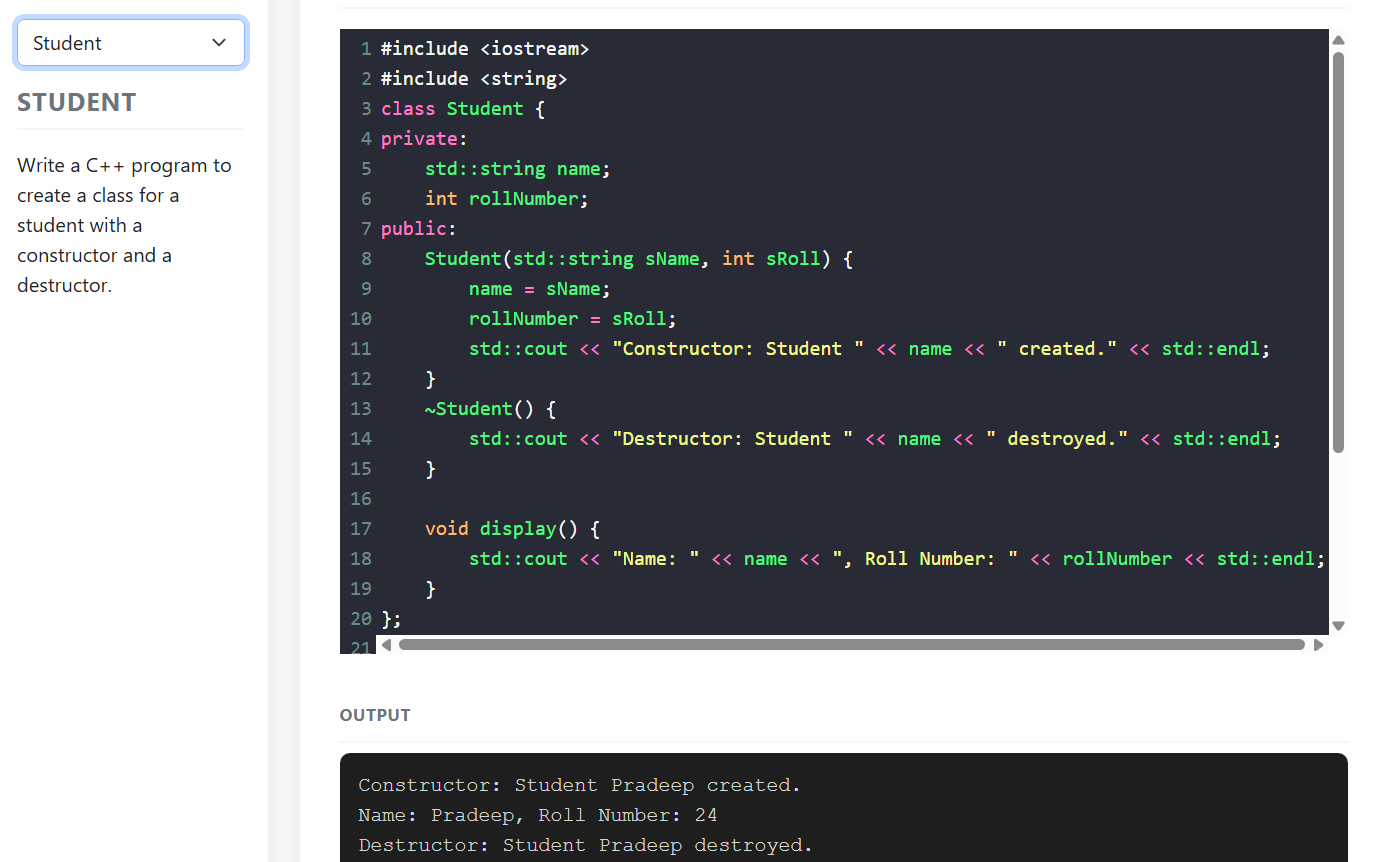 Student
STUDENT
Write a C++ program to
create a class for a
student with a
constructor and a
destructor.
1 #include <iostream>
2 #include <string>
3 class Student {
4 private:
5     std::string name;
6     int rollNumber;
7 public:
8     Student(std::string sName, int sRoll) {
9         name = sName;
10         rollNumber = sRoll;
11         std::cout << "Constructor: Student " << name << " created." << std::endl;
12     }
13     ~Student() {
14         std::cout << "Destructor: Student " << name << " destroyed." << std::endl;
15     }
16
17     void display() {
18         std::cout << "Name: " << name << ", Roll Number: " << rollNumber << std::endl;
19     }
20 };
21
OUTPUT
Constructor: Student Pradeep created.
Name: Pradeep, Roll Number: 24
Destructor: Student Pradeep destroyed.